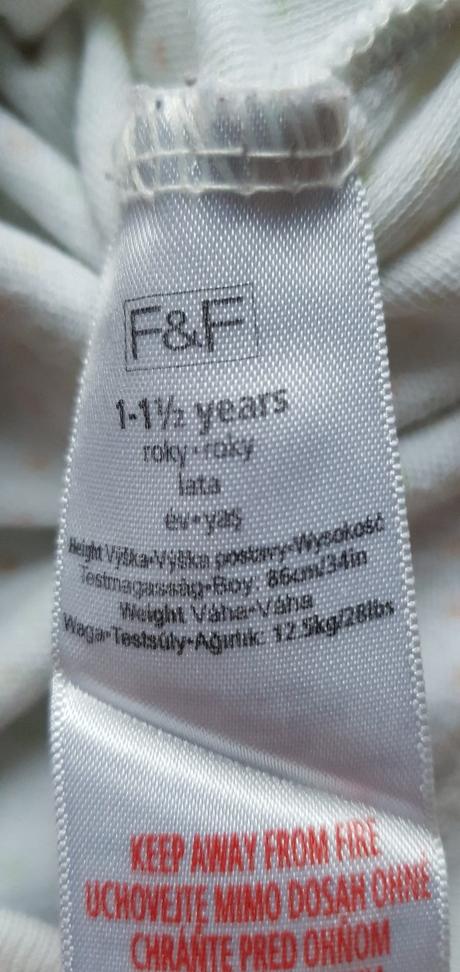 F&F
1-1½ years
roky•roky
lata
év•yaş
Height Výška•Výška postavy•Wysokość
Testmagasság•Boy: 86cm/34in
Weight Váha•Váha
Waga•Testsúly•Ağırlık: 12.5kg/28lbs
KEEP AWAY FROM FIRE
UCHOVEJTE MIMO DOSAH OHNĚ
CHRÁŇTE PRED OHŇOM